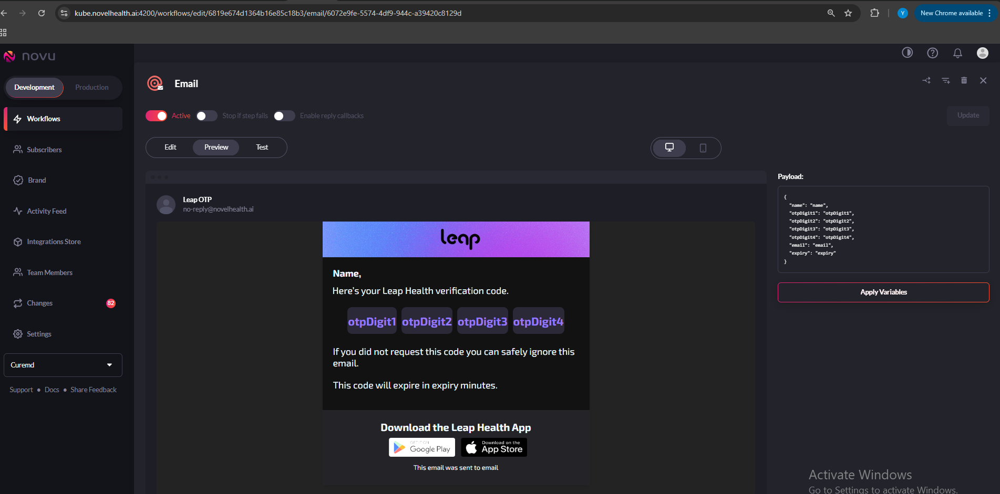 kube.novelhealth.ai:4200/workflows/edit/6819e674d1364b16e85c18b3/email/6072e9fe-5574-4df9-944c-a39420c8129d
Y
New Chrome available
novu
Development
Production
Workflows
Subscribers
Brand
Activity Feed
Integrations Store
Team Members
Changes
82
Settings
Curemd
Support • Docs • Share Feedback
Email
Active
Stop if step fails
Enable reply callbacks
Update
Edit
Preview
Test
Leap OTP
no-reply@novelhealth.ai
leap
Name,
Here's your Leap Health verification code.
otpDigit1 otpDigit2 otpDigit3 otpDigit4
If you did not request this code you can safely ignore this
email.
This code will expire in expiry minutes.
Download the Leap Health App
GET IT ON
Google Play
Download on the
App Store
This email was sent to email
Payload:
{
"name": "name",
"otpDigit1": "otpDigit1",
"otpDigit2": "otpDigit2",
"otpDigit3": "otpDigit3",
"otpDigit4": "otpDigit4",
"email": "email",
"expiry": "expiry"
}
Apply Variables
Activate Windows
Go to Settings to activate Windows.